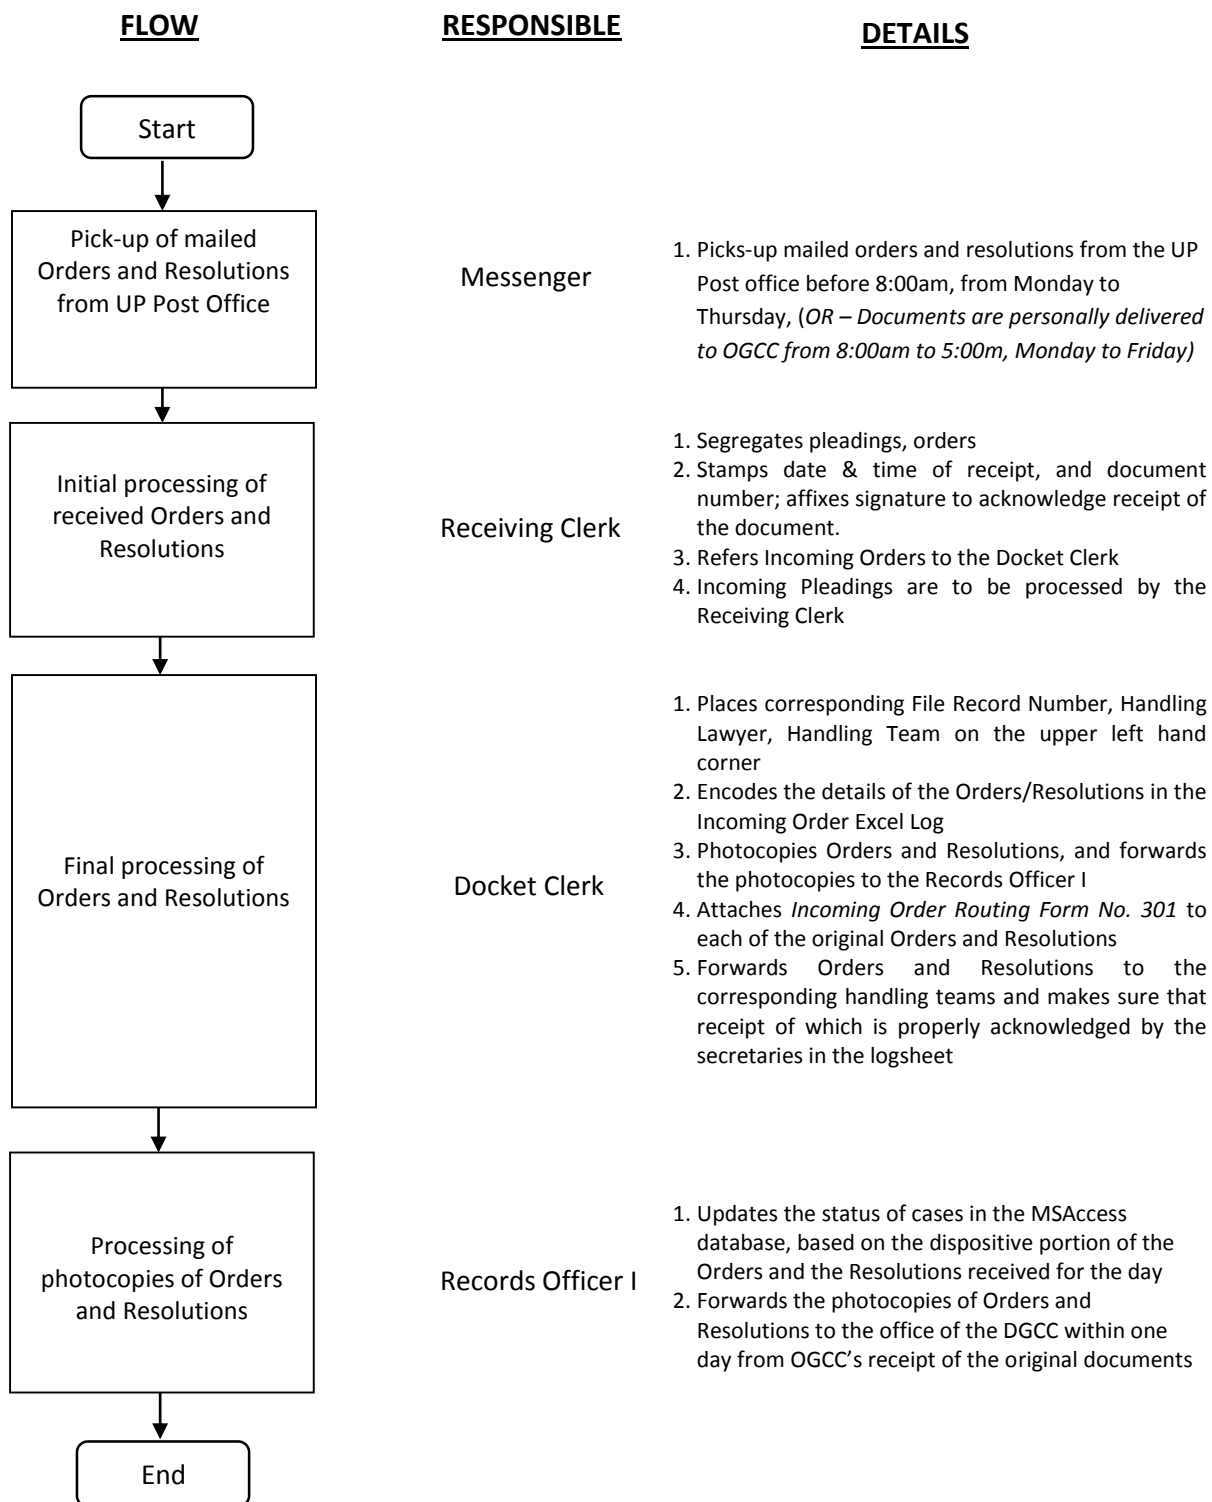 FLOW
RESPONSIBLE
DETAILS
Start
Pick-up of mailed
Orders and Resolutions
from UP Post Office
Messenger
1. Picks-up mailed orders and resolutions from the UP
Post office before 8:00am, from Monday to
Thursday, (OR – Documents are personally delivered
to OGCC from 8:00am to 5:00m, Monday to Friday)
Initial processing of
received Orders and
Resolutions
Receiving Clerk
1. Segregates pleadings, orders
2. Stamps date & time of receipt, and document
number; affixes signature to acknowledge receipt of
the document.
3. Refers Incoming Orders to the Docket Clerk
4. Incoming Pleadings are to be processed by the
Receiving Clerk
Final processing of
Orders and Resolutions
Docket Clerk
1. Places corresponding File Record Number, Handling
Lawyer, Handling Team on the upper left hand
corner
2. Encodes the details of the Orders/Resolutions in the
Incoming Order Excel Log
3. Photocopies Orders and Resolutions, and forwards
the photocopies to the Records Officer I
4. Attaches Incoming Order Routing Form No. 301 to
each of the original Orders and Resolutions
5. Forwards Orders and Resolutions to the
corresponding handling teams and makes sure that
receipt of which is properly acknowledged by the
secretaries in the logsheet
Processing of
photocopies of Orders
and Resolutions
Records Officer I
1. Updates the status of cases in the MSAccess
database, based on the dispositive portion of the
Orders and the Resolutions received for the day
2. Forwards the photocopies of Orders and
Resolutions to the office of the DGCC within one
day from OGCC’s receipt of the original documents
End